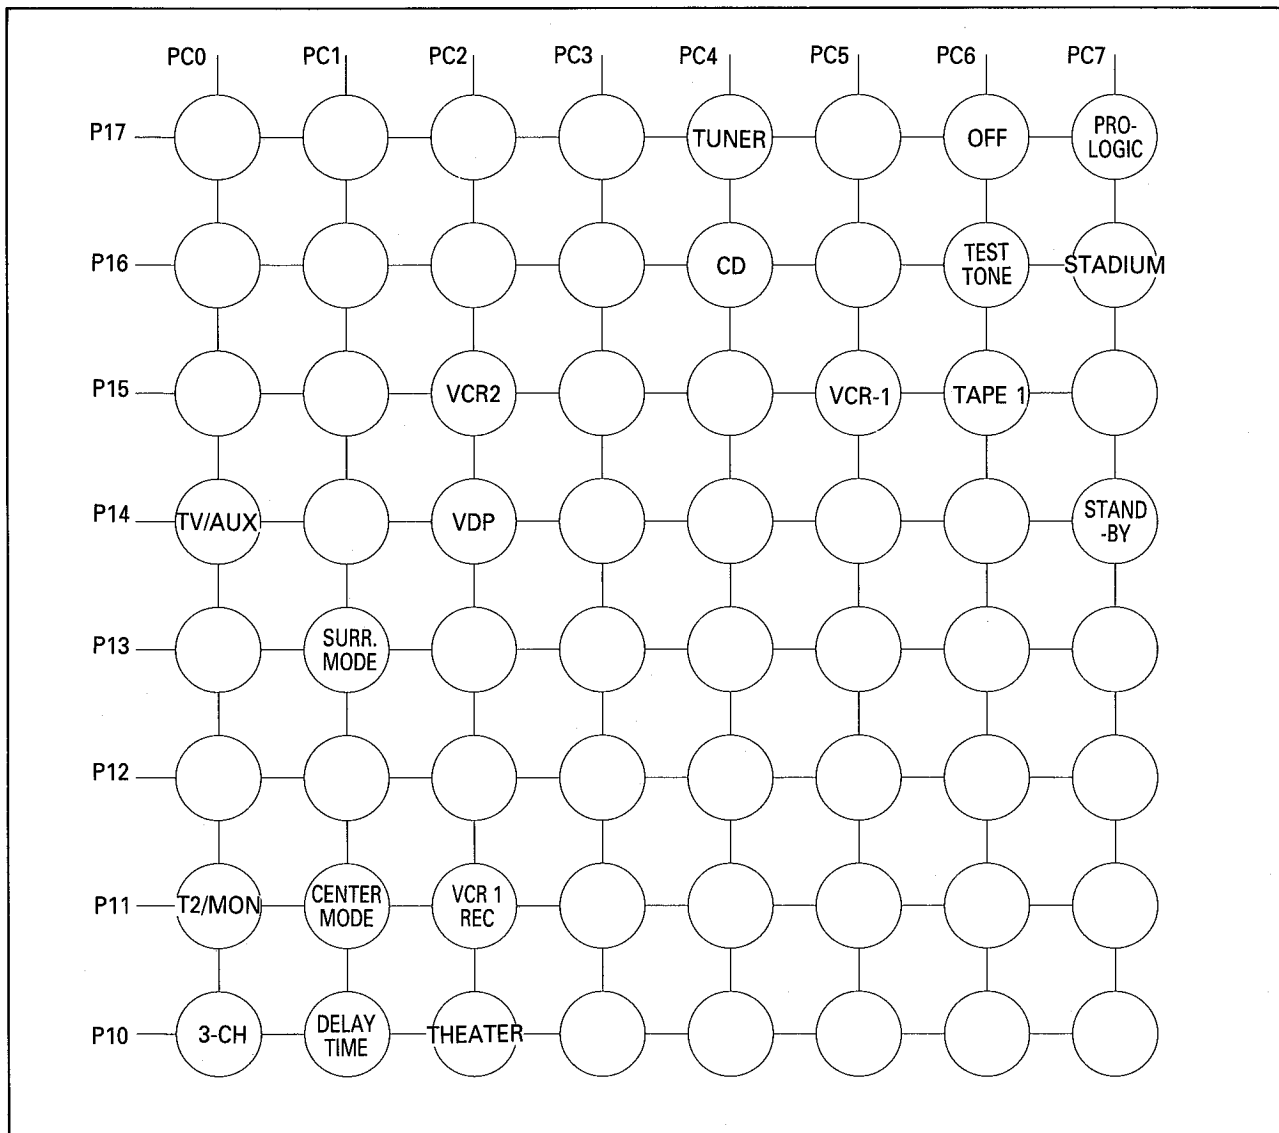 PC0 PC1 PC2 PC3 PC4 PC5 PC6 PC7
P17 TUNER OFF PRO-
LOGIC
P16 CD TEST
TONE STADIUM
P15 VCR2 VCR-1 TAPE 1
P14 TV/AUX VDP STAND
-BY
P13 SURR.
MODE
P12
P11 T2/MON CENTER
MODE VCR 1
REC
P10 3-CH DELAY
TIME THEATER